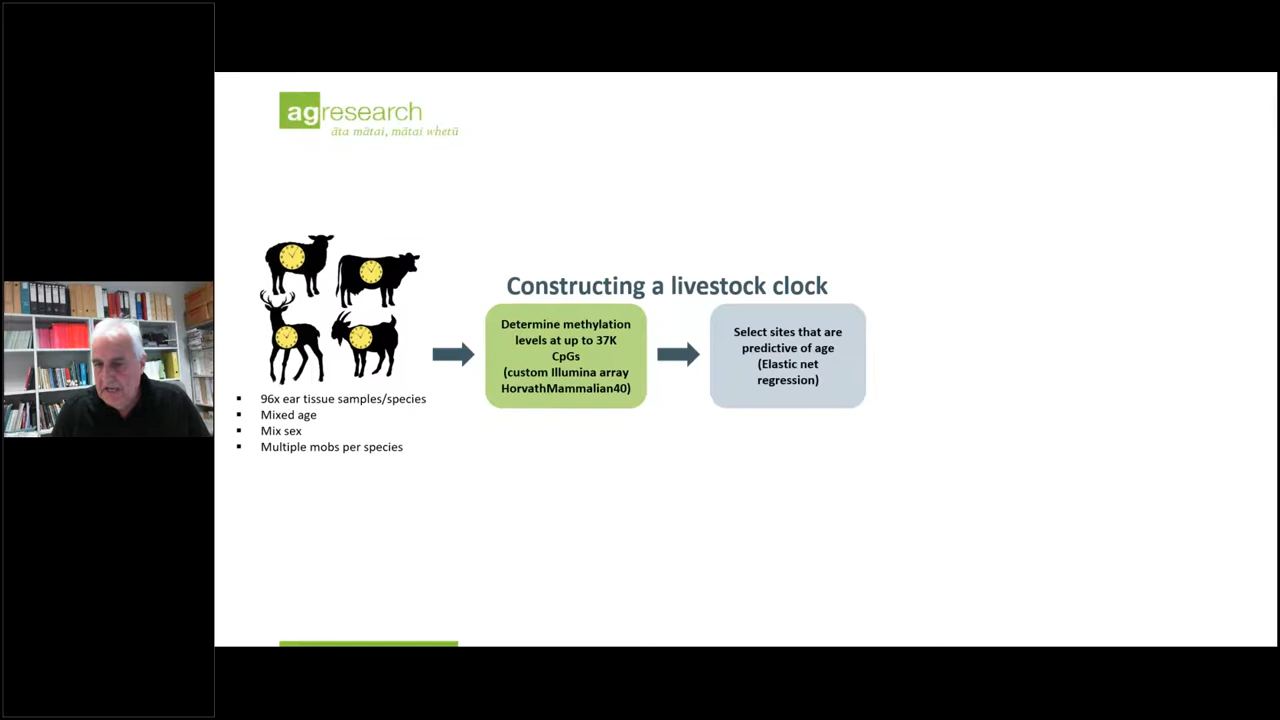 agresearch
āta mātai, mātai whetū
Constructing a livestock clock
Determine methylation
levels at up to 37K
CpGs
(custom Illumina array
HorvathMammalian40)
Select sites that are
predictive of age
(Elastic net
regression)
▪ 96x ear tissue samples/species
▪ Mixed age
▪ Mix sex
▪ Multiple mobs per species